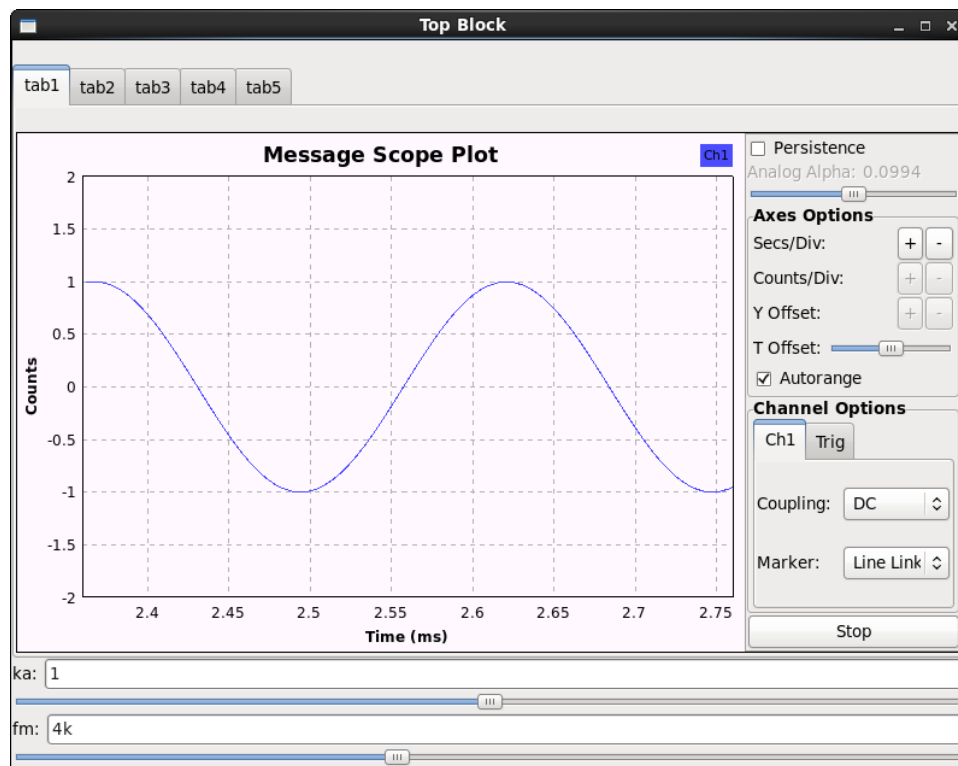 Top Block
tab1 tab2 tab3 tab4 tab5
Message Scope Plot
Ch1
2
1.5
1
0.5
0
-0.5
-1
-1.5
-2
Counts
2.4 2.45 2.5 2.55 2.6 2.65 2.7 2.75
Time (ms)
Persistence
Analog Alpha: 0.0994
Axes Options
Secs/Div: + -
Counts/Div: + -
Y Offset: + -
T Offset:
Autorange
Channel Options
Ch1 Trig
Coupling: DC
Marker: Line Link
Stop
ka: 1
fm: 4k